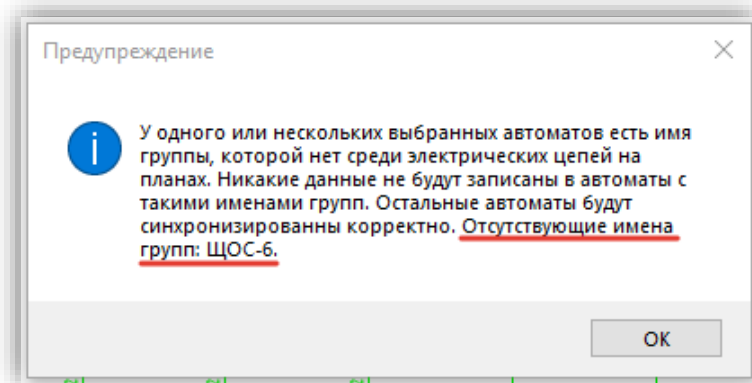 Предупреждение
У одного или нескольких выбранных автоматов есть имя
группы, которой нет среди электрических цепей на
планах. Никакие данные не будут записаны в автоматы с
такими именами групп. Остальные автоматы будут
синхронизированны корректно. Отсутствующие имена
групп: ЩОС-6.
ОК